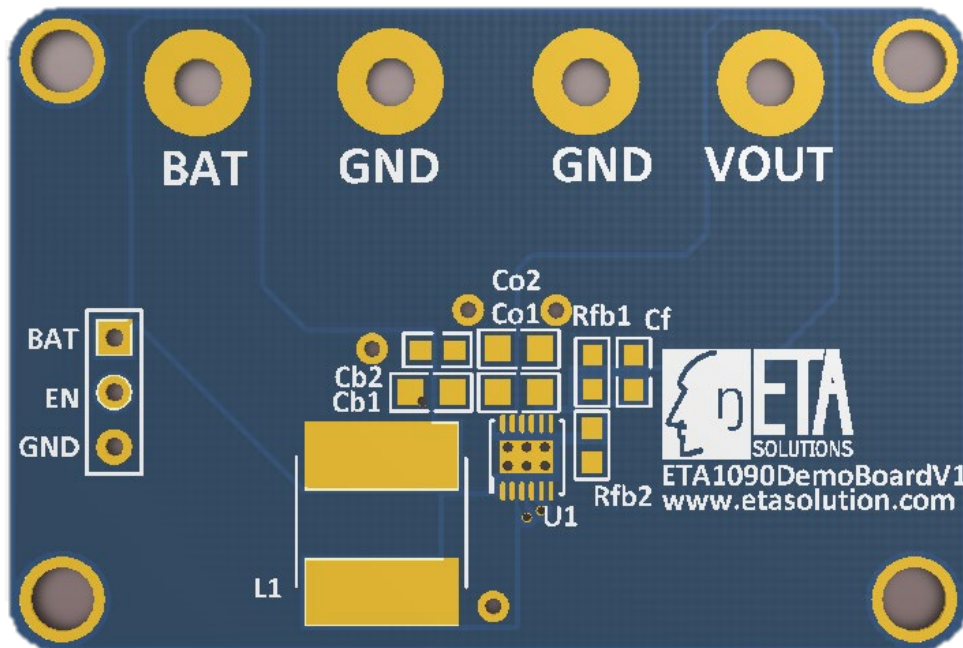 BAT
GND
GND
VOUT
Co2
Co1
Rfb1
Cf
BAT
EN
GND
Cb2
Cb1
ETA
SOLUTIONS
ETA1090DemoBoardV1
www.etasolution.com
Rfb2
U1
L1